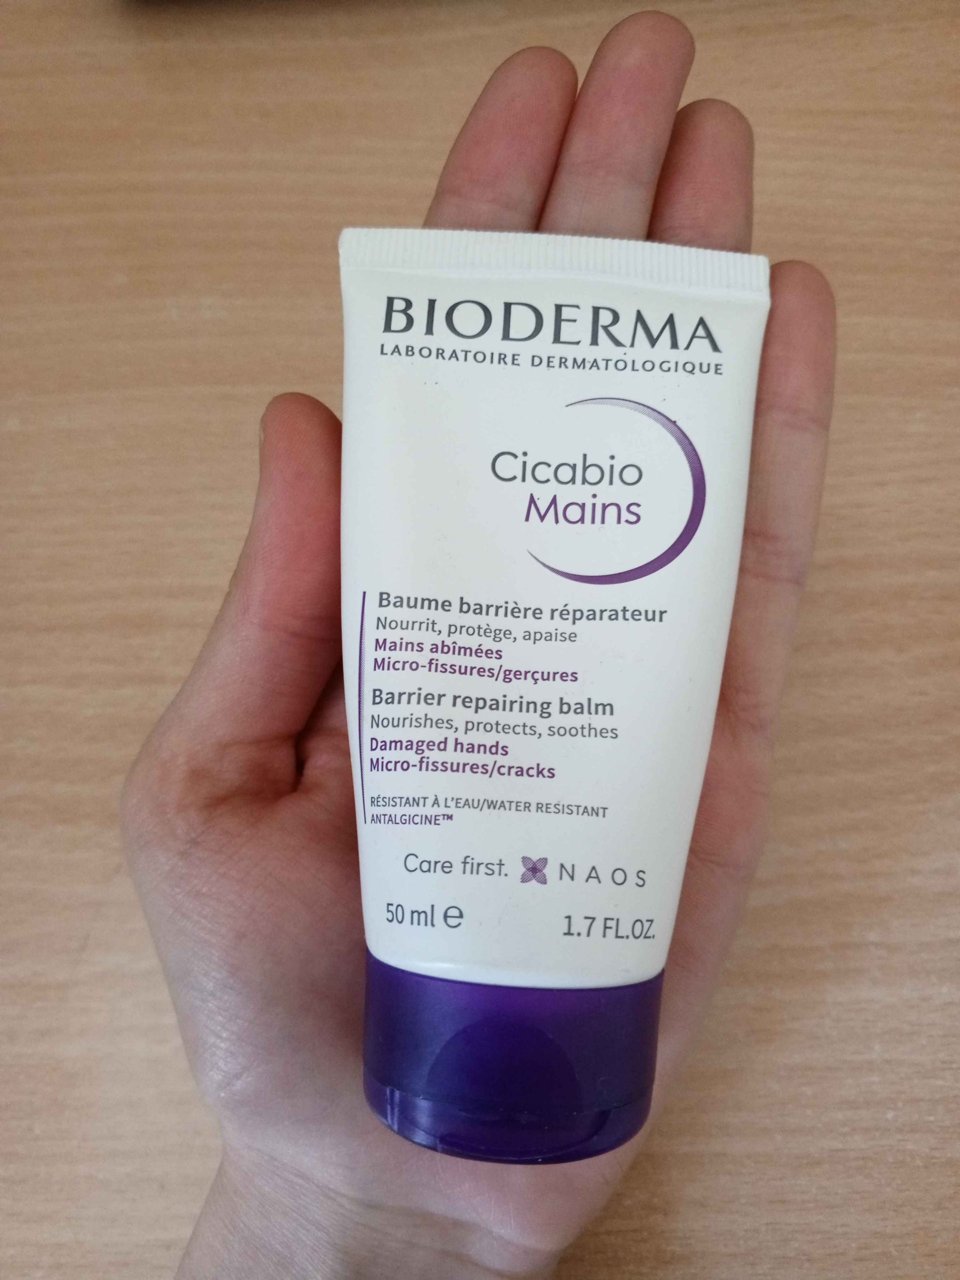 BIODERMA
LABORATOIRE DERMATOLOGIQUE
Cicabio
Mains
Baume barrière réparateur
Nourrit, protège, apaise
Mains abîmées
Micro-fissures/gerçures
Barrier repairing balm
Nourishes, protects, soothes
Damaged hands
Micro-fissures/cracks
RÉSISTANT À L'EAU/WATER RESISTANT
ANTALGICINE™
Care first. NAOS
50 ml ℮ 1.7 FL.OZ.